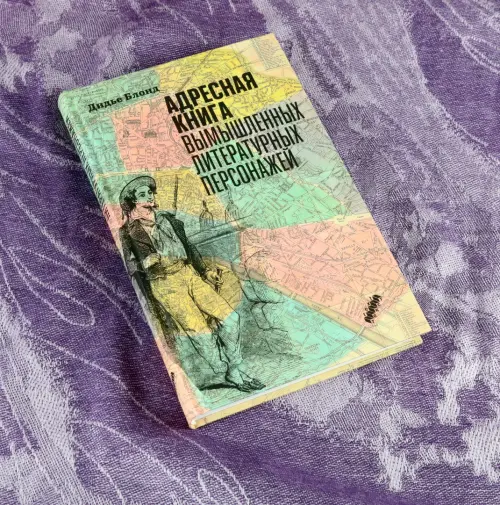 Дидье Блонд
АДРЕСНАЯ
КНИГА
ВЫМЫШЛЕННЫХ
ЛИТЕРАТУРНЫХ
ПЕРСОНАЖЕЙ